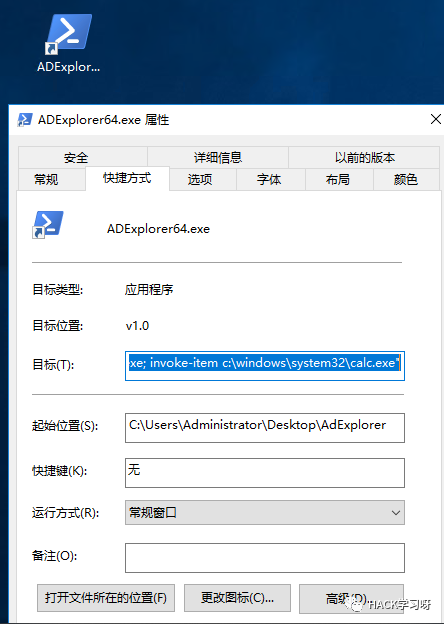 ADExplor...
ADExplorer64.exe 属性
安全 详细信息 以前的版本
常规 快捷方式 选项 字体 布局 颜色
ADExplorer64.exe
目标类型: 应用程序
目标位置: v1.0
目标(T): xe; invoke-item c:\windows\system32\calc.exe"
起始位置(S): C:\Users\Administrator\Desktop\AdExplorer
快捷键(K): 无
运行方式(R): 常规窗口
备注(O):
打开文件所在的位置(F) 更改图标(C)... 高级(D)...
HACK学习呀